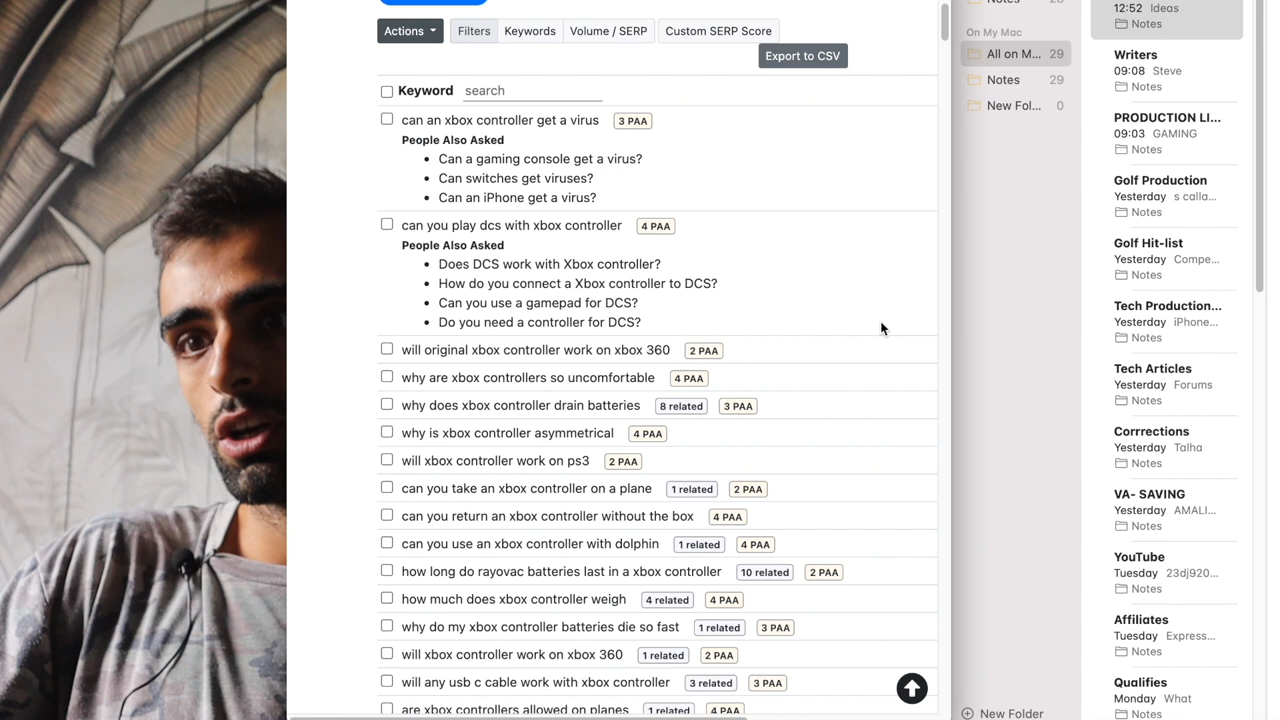 Actions
Filters
Keywords
Volume / SERP
Custom SERP Score
Export to CSV
Keyword search
can an xbox controller get a virus 3 PAA
People Also Asked
• Can a gaming console get a virus?
• Can switches get viruses?
• Can an iPhone get a virus?
can you play dcs with xbox controller 4 PAA
People Also Asked
• Does DCS work with Xbox controller?
• How do you connect a Xbox controller to DCS?
• Can you use a gamepad for DCS?
• Do you need a controller for DCS?
will original xbox controller work on xbox 360 2 PAA
why are xbox controllers so uncomfortable 4 PAA
why does xbox controller drain batteries 8 related 3 PAA
why is xbox controller asymmetrical 4 PAA
will xbox controller work on ps3 2 PAA
can you take an xbox controller on a plane 1 related 2 PAA
can you return an xbox controller without the box 4 PAA
can you use an xbox controller with dolphin 1 related 4 PAA
how long do rayovac batteries last in a xbox controller 10 related 2 PAA
how much does xbox controller weigh 4 related 4 PAA
why do my xbox controller batteries die so fast 1 related 3 PAA
will xbox controller work on xbox 360 1 related 2 PAA
will any usb c cable work with xbox controller 3 related 3 PAA
are xbox controllers allowed on planes 1 related 4 PAA
Notes
On My Mac
All on M... 29
Notes 29
New Fol... 0
New Folder
12:52 Ideas
Notes
Writers
09:08 Steve
Notes
PRODUCTION LI...
09:03 GAMING
Notes
Golf Production
Yesterday s calla...
Notes
Golf Hit-list
Yesterday Compe...
Notes
Tech Production...
Yesterday iPhone...
Notes
Tech Articles
Yesterday Forums
Notes
Corrrections
Yesterday Talha
Notes
VA- SAVING
Yesterday AMALI...
Notes
YouTube
Tuesday 23dj920...
Notes
Affiliates
Tuesday Express...
Notes
Qualifies
Monday What
Notes